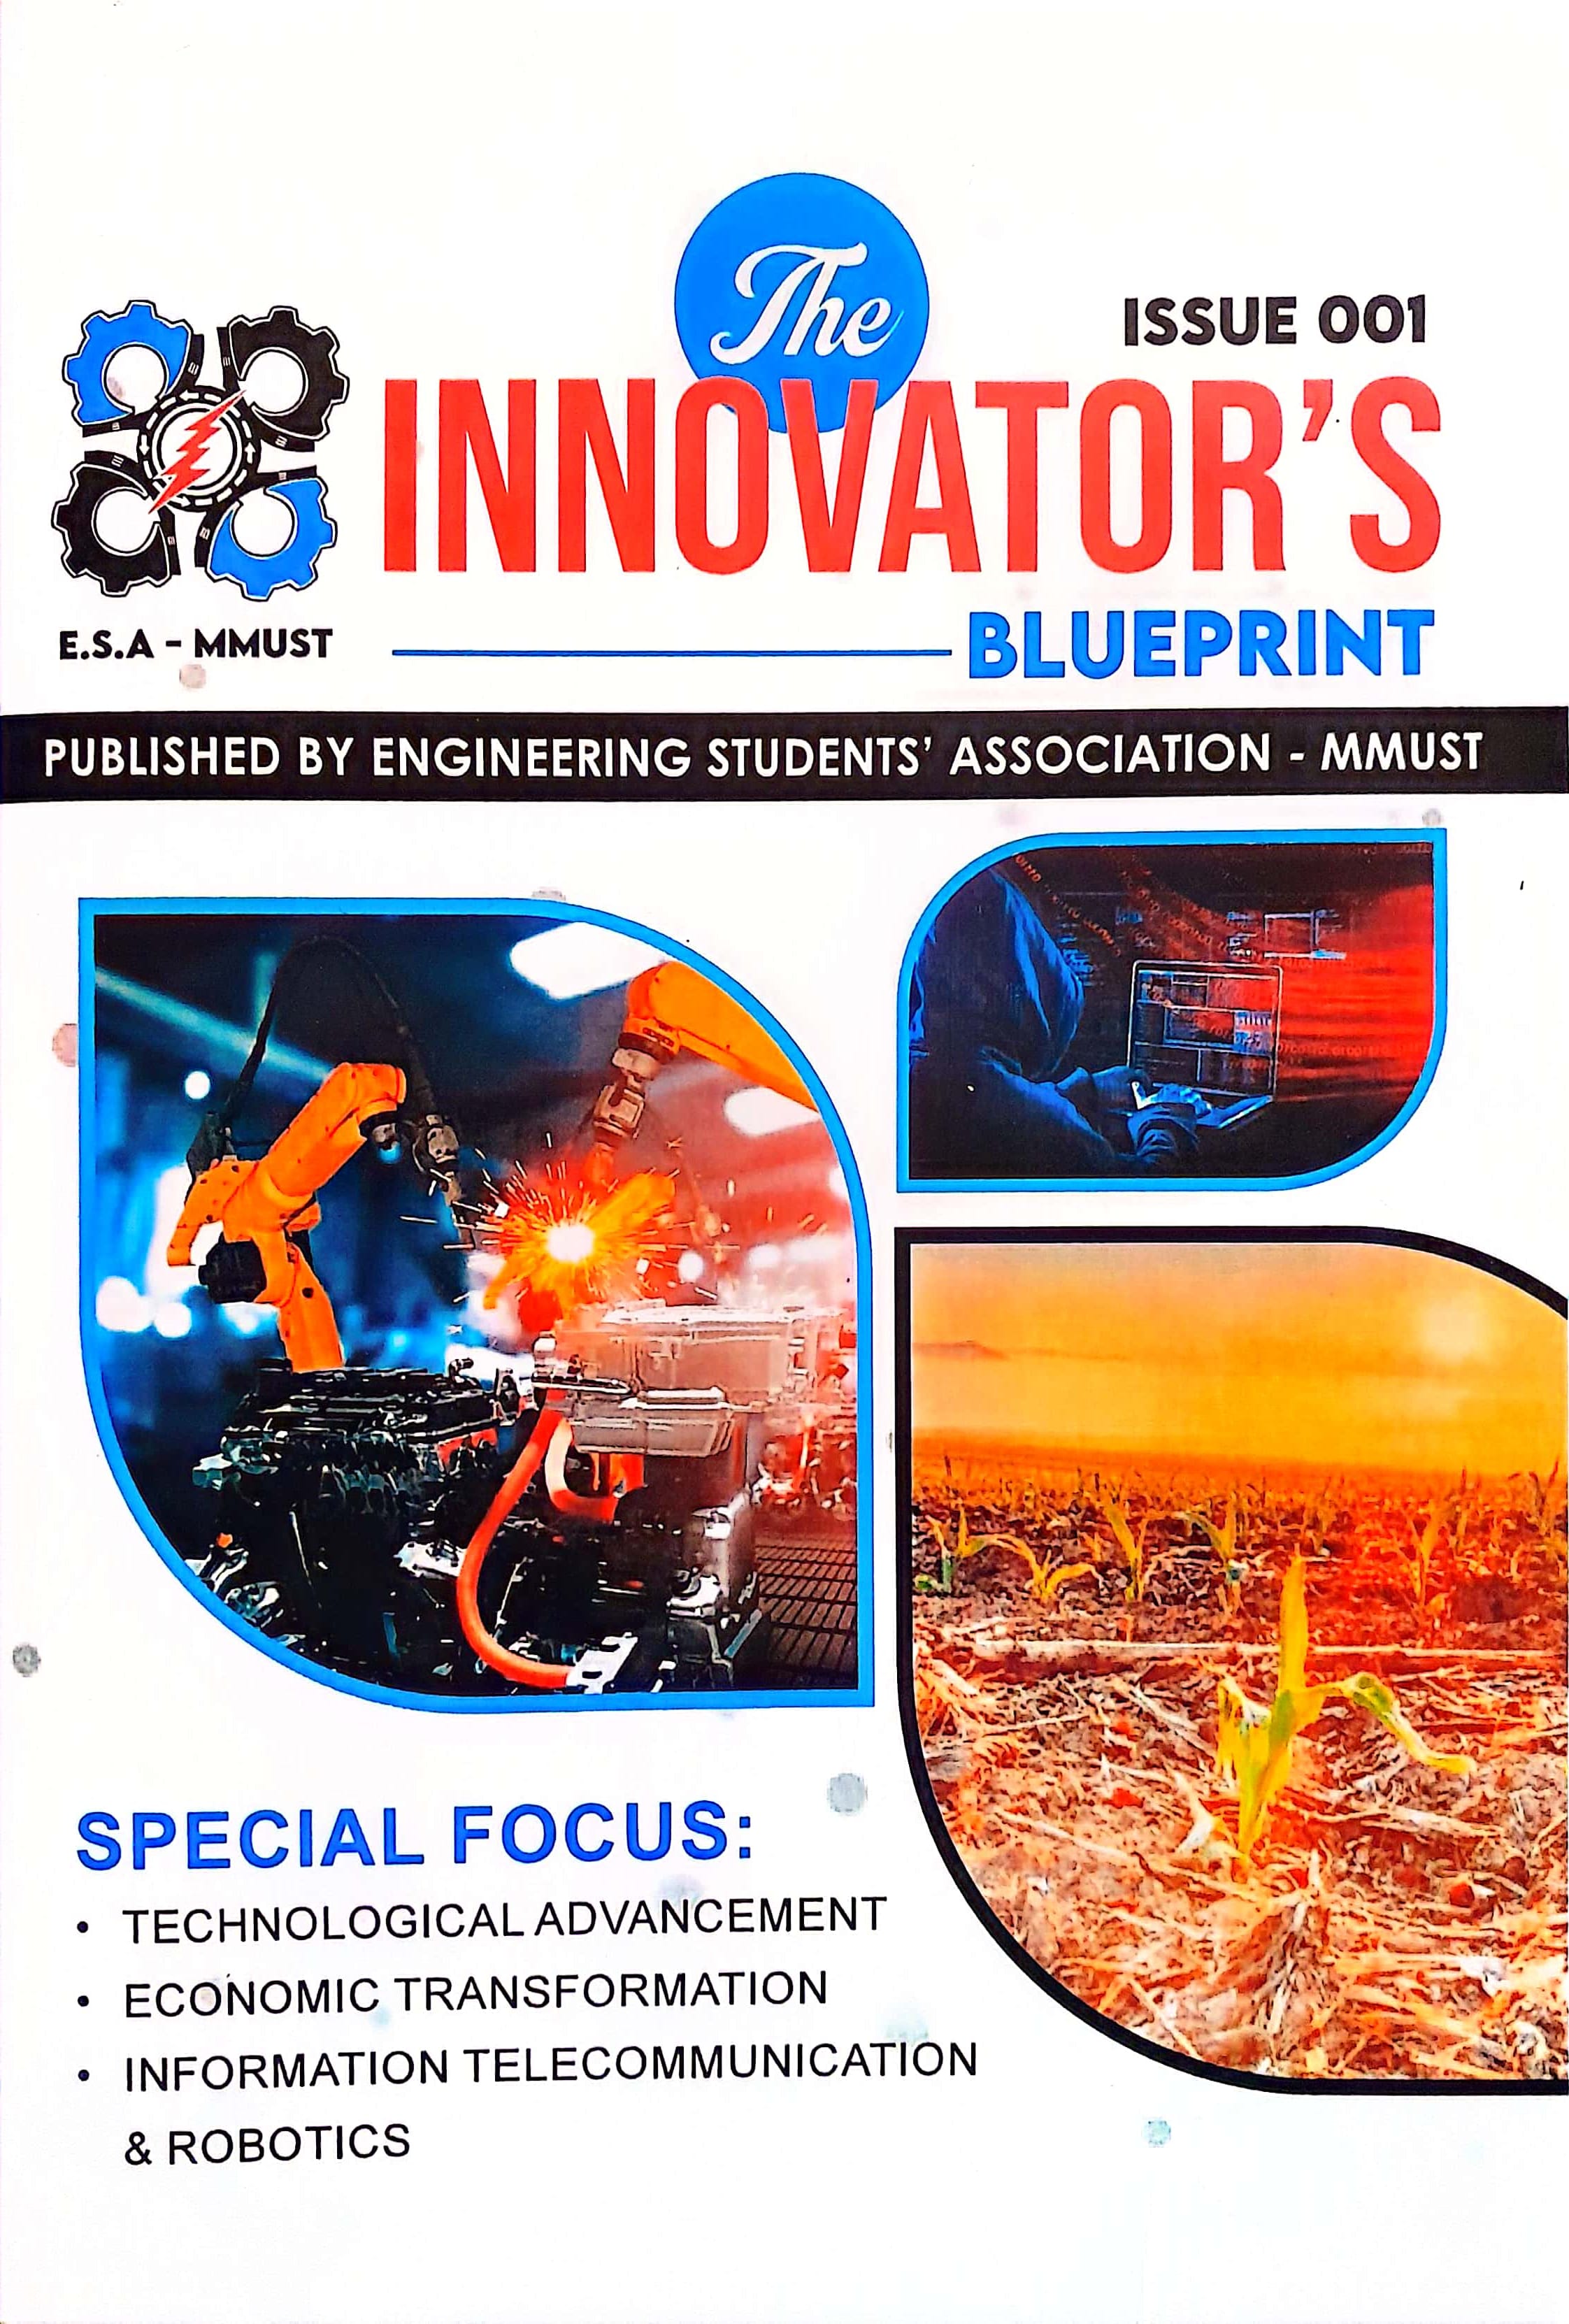 The
ISSUE 001
INNOVATOR'S
BLUEPRINT
E.S.A - MMUST
PUBLISHED BY ENGINEERING STUDENTS' ASSOCIATION - MMUST
SPECIAL FOCUS:
• TECHNOLOGICAL ADVANCEMENT
• ECONOMIC TRANSFORMATION
• INFORMATION TELECOMMUNICATION
& ROBOTICS